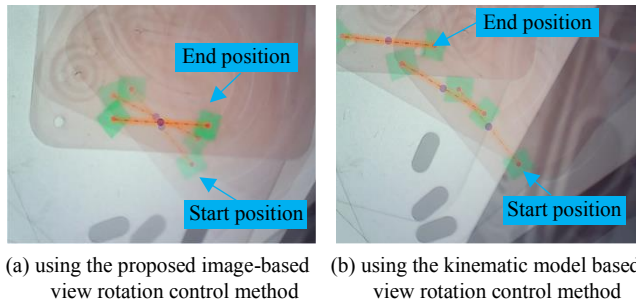 End position
Start position
End position
Start position
(a) using the proposed image-based
view rotation control method
(b) using the kinematic model based
view rotation control method